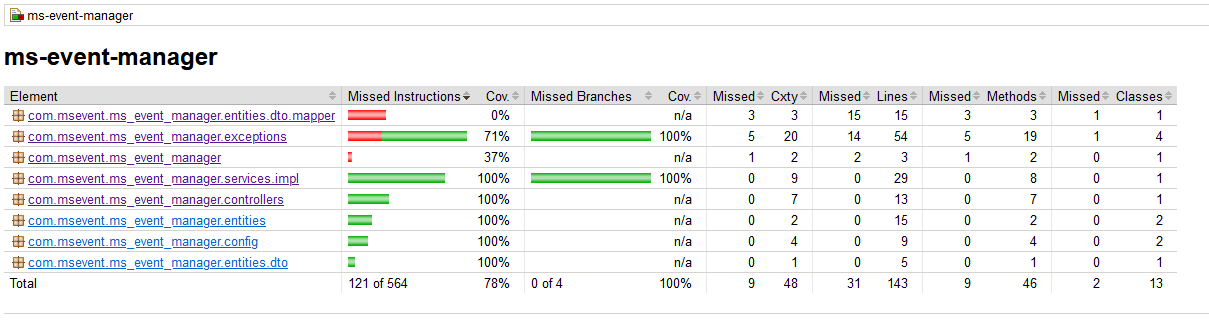 ms-event-manager
ms-event-manager
Element Missed Instructions Cov. Missed Branches Cov. Missed Cxty Missed Lines Missed Methods Missed Classes
com.msevent.ms_event_manager.entities.dto.mapper 0% n/a 3 3 15 15 3 3 1 1
com.msevent.ms_event_manager.exceptions 71% 100% 5 20 14 54 5 19 1 4
com.msevent.ms_event_manager 37% n/a 1 2 2 3 1 2 0 1
com.msevent.ms_event_manager.services.impl 100% 100% 0 9 0 29 0 8 0 1
com.msevent.ms_event_manager.controllers 100% n/a 0 7 0 13 0 7 0 1
com.msevent.ms_event_manager.entities 100% n/a 0 2 0 15 0 2 0 2
com.msevent.ms_event_manager.config 100% n/a 0 4 0 9 0 4 0 2
com.msevent.ms_event_manager.entities.dto 100% n/a 0 1 0 5 0 1 0 1
Total 121 of 564 78% 0 of 4 100% 9 48 31 143 9 46 2 13